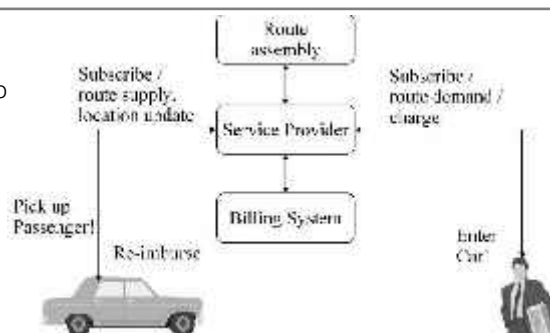 Route
assembly
Subscribe /
route supply,
location update
Subscribe /
route demand /
charge
Service Provider
Billing System
Pick up
Passenger!
Re-imburse
Enter
Car!